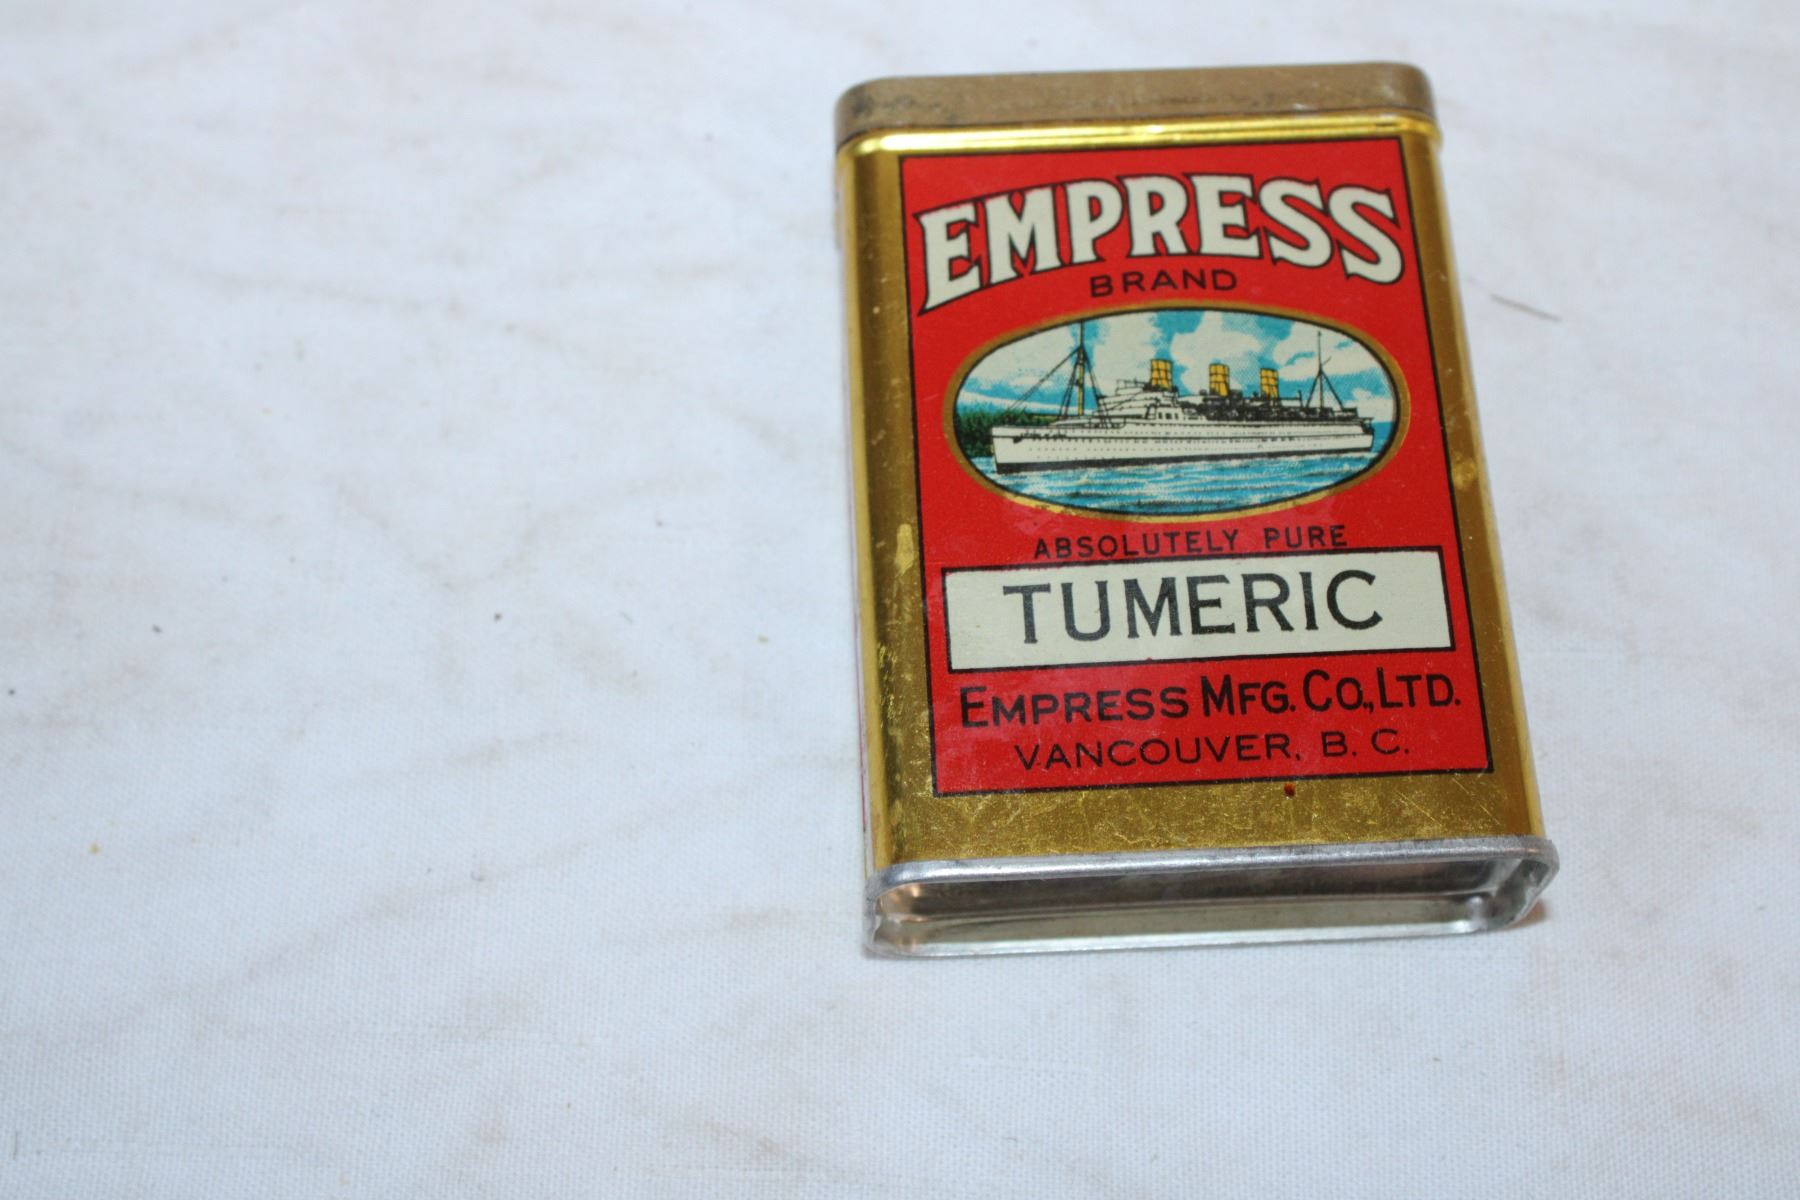 EMPRESS
BRAND
ABSOLUTELY PURE
TUMERIC
EMPRESS MFG. CO., LTD.
VANCOUVER, B. C.